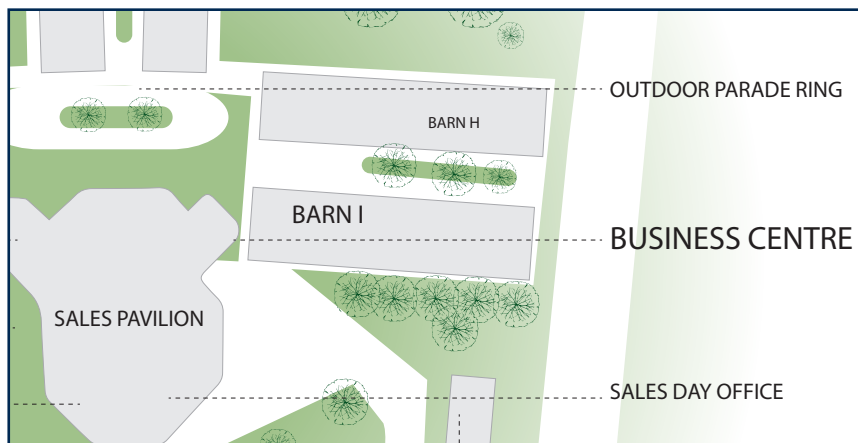 OUTDOOR PARADE RING
BARN H
BARN I
BUSINESS CENTRE
SALES PAVILION
SALES DAY OFFICE